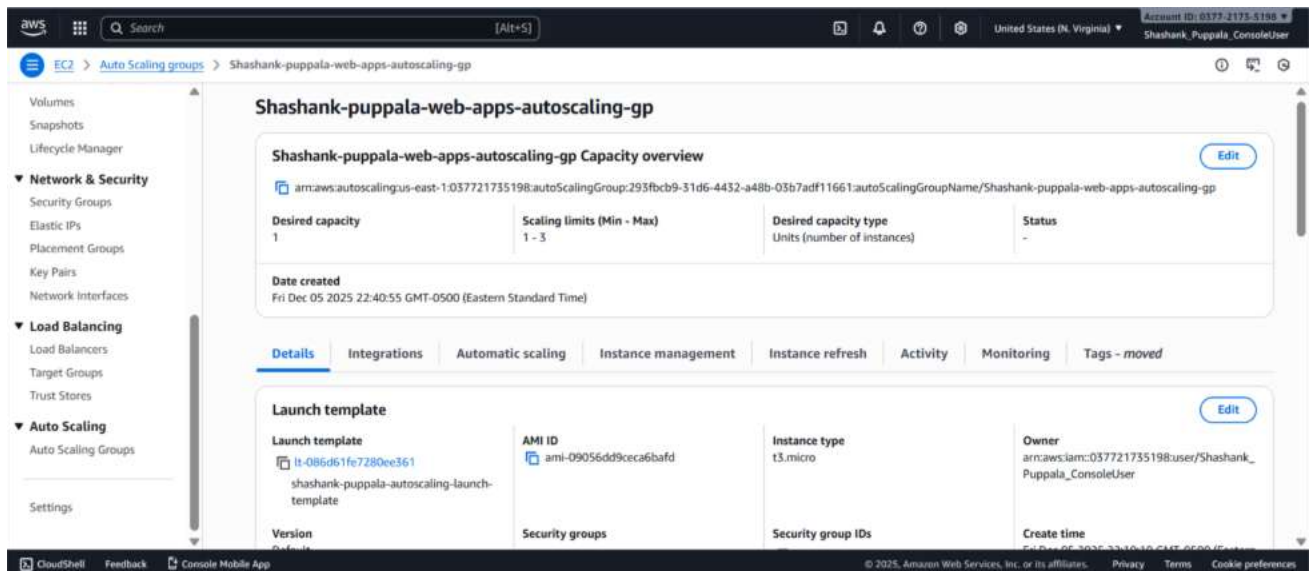 aws
Search
[Alt+S]
United States (N. Virginia)
Account ID: 0377-2173-5198
Shashank_Puppala_ConsoleUser
EC2 > Auto Scaling groups > Shashank-puppala-web-apps-autoscaling-gp
Volumes
Snapshots
Lifecycle Manager
Network & Security
Security Groups
Elastic IPs
Placement Groups
Key Pairs
Network Interfaces
Load Balancing
Load Balancers
Target Groups
Trust Stores
Auto Scaling
Auto Scaling Groups
Settings
Shashank-puppala-web-apps-autoscaling-gp
Shashank-puppala-web-apps-autoscaling-gp Capacity overview
Edit
arn:aws:autoscaling:us-east-1:037721735198:autoScalingGroup:293fbcb9-31d6-4432-a48b-03b7adf11661:autoScalingGroupName/Shashank-puppala-web-apps-autoscaling-gp
Desired capacity
1
Scaling limits (Min - Max)
1 - 3
Desired capacity type
Units (number of instances)
Status
-
Date created
Fri Dec 05 2025 22:40:55 GMT-0500 (Eastern Standard Time)
Details Integrations Automatic scaling Instance management Instance refresh Activity Monitoring Tags - moved
Launch template
Edit
Launch template
lt-086d61fe7280ee361
shashank-puppala-autoscaling-launch-
template
AMI ID
ami-09056dd9ceca6bafd
Instance type
t3.micro
Owner
arn:aws:iam::037721735198:user/Shashank_
Puppala_ConsoleUser
Version
Default
Security groups
Security group IDs
Create time
CloudShell Feedback Console Mobile App
© 2025, Amazon Web Services, Inc. or its affiliates. Privacy Terms Cookie preferences